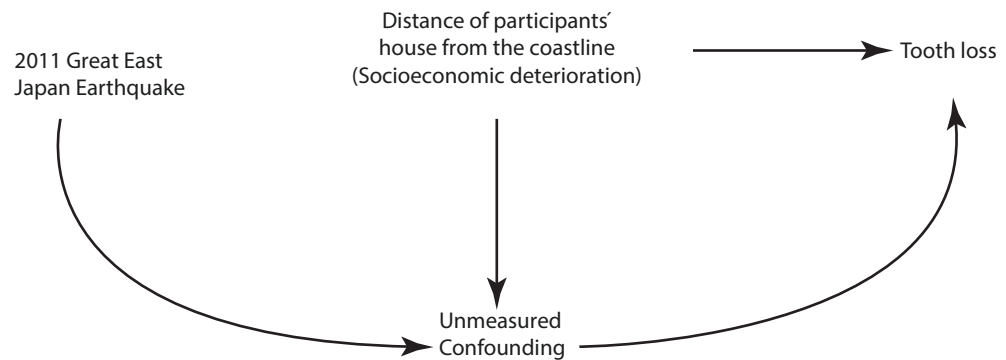 2011 Great East
Japan Earthquake
Distance of participants´
house from the coastline
(Socioeconomic deterioration)
Tooth loss
Unmeasured
Confounding